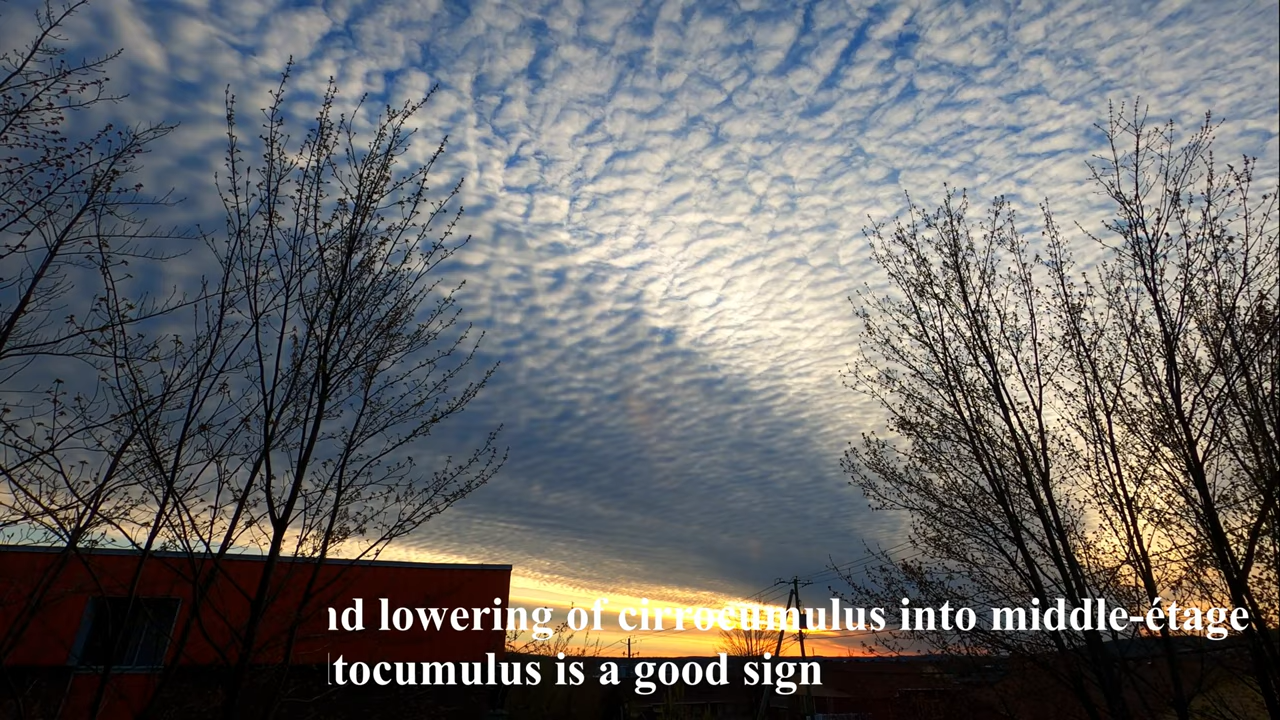 lowering of cirrocumulus into middle-étage
tocumulus is a good sign